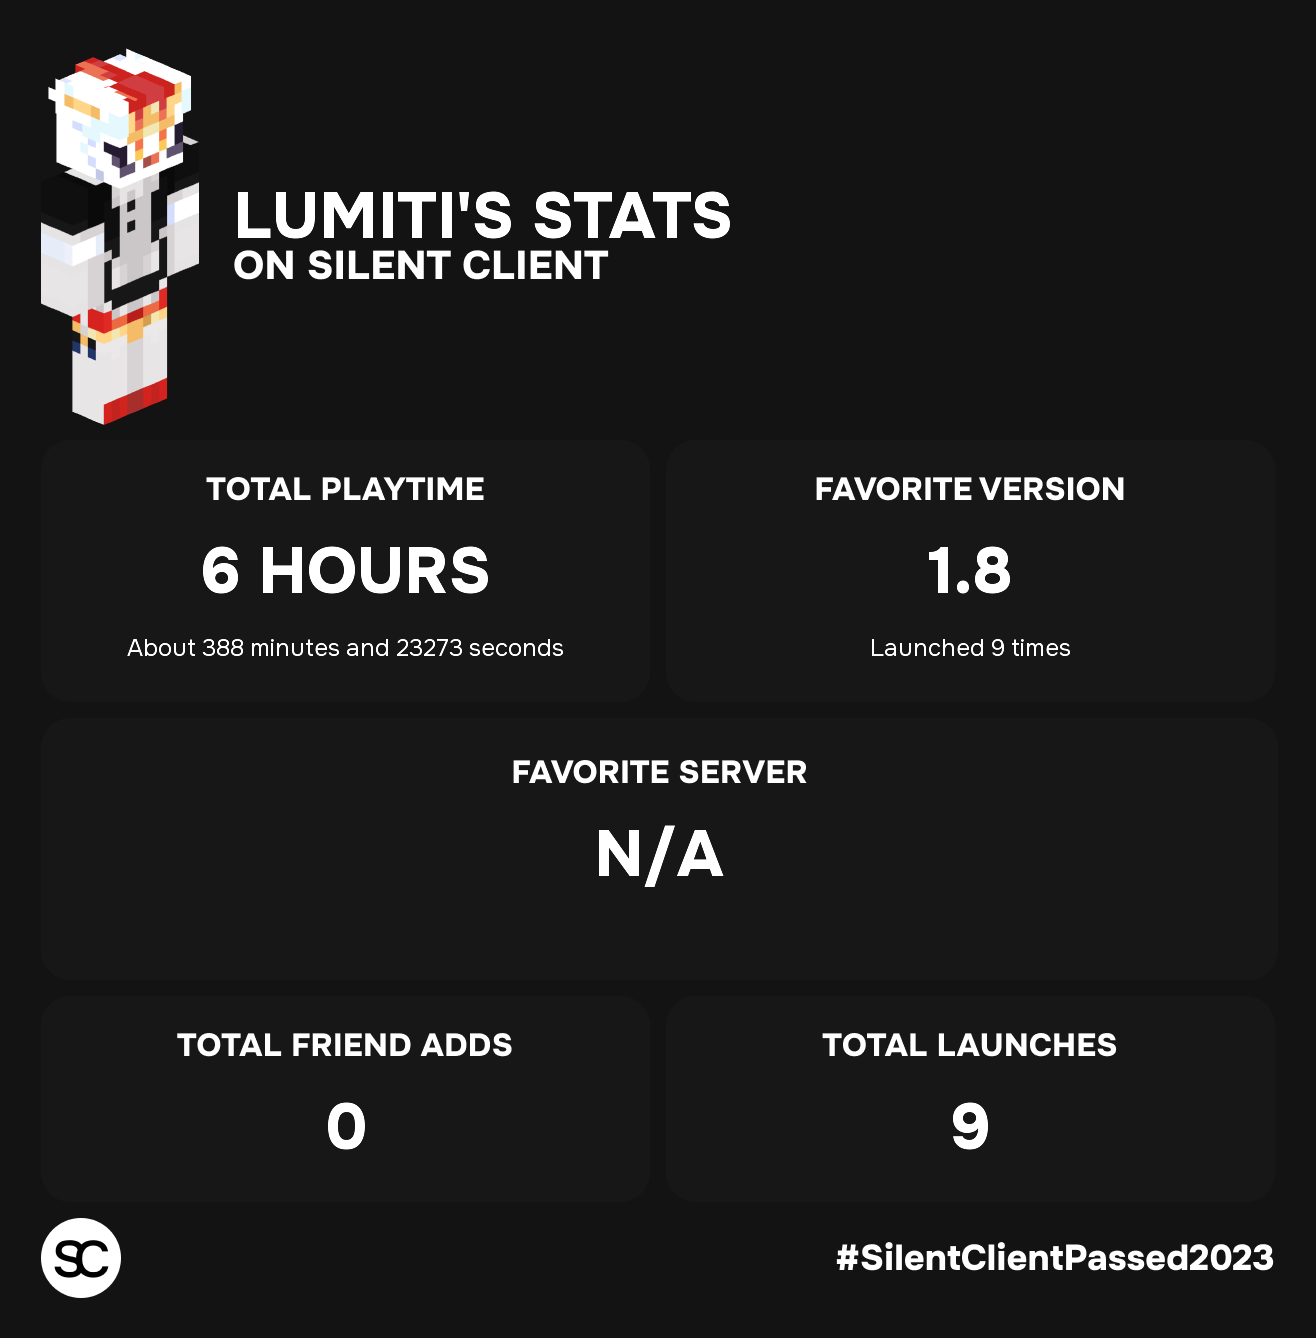 LUMITI'S STATS
ON SILENT CLIENT
TOTAL PLAYTIME
6 HOURS
About 388 minutes and 23273 seconds
FAVORITE VERSION
1.8
Launched 9 times
FAVORITE SERVER
N/A
TOTAL FRIEND ADDS
0
TOTAL LAUNCHES
9
SC
#SilentClientPassed2023